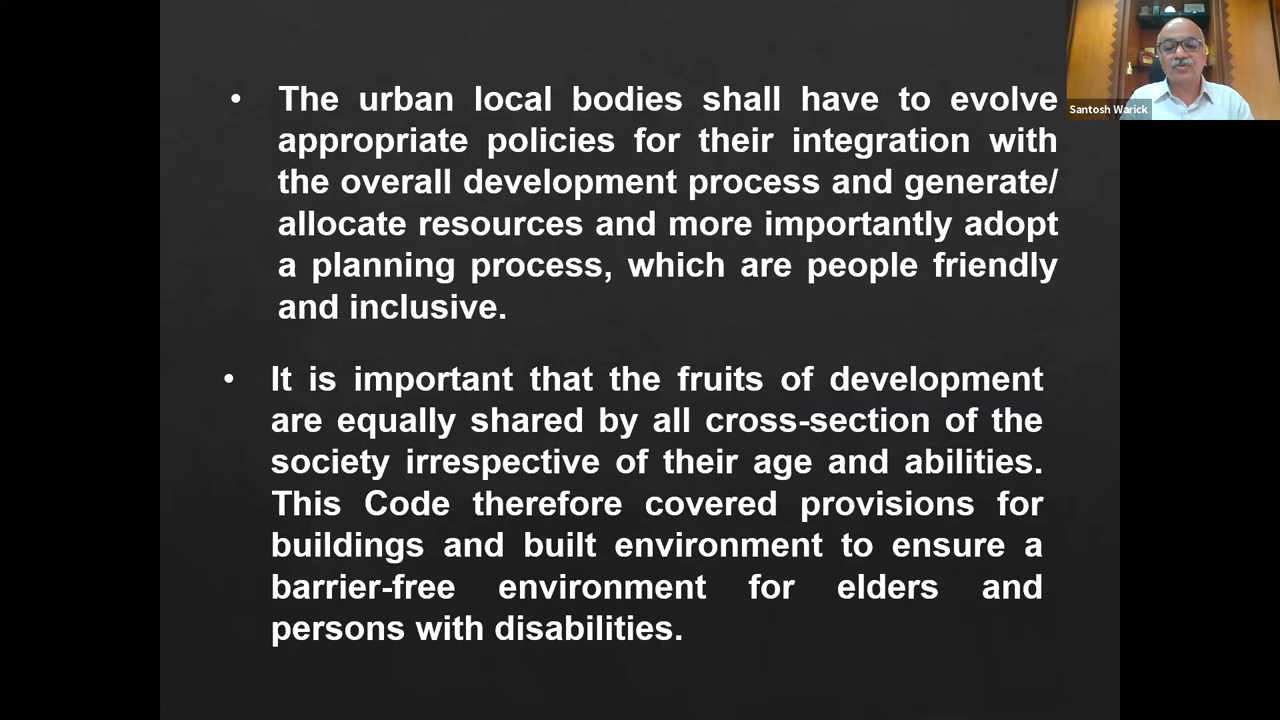 • The urban local bodies shall have to evolve
appropriate policies for their integration with
the overall development process and generate/
allocate resources and more importantly adopt
a planning process, which are people friendly
and inclusive.
• It is important that the fruits of development
are equally shared by all cross-section of the
society irrespective of their age and abilities.
This Code therefore covered provisions for
buildings and built environment to ensure a
barrier-free environment for elders and
persons with disabilities.
Santosh Warick